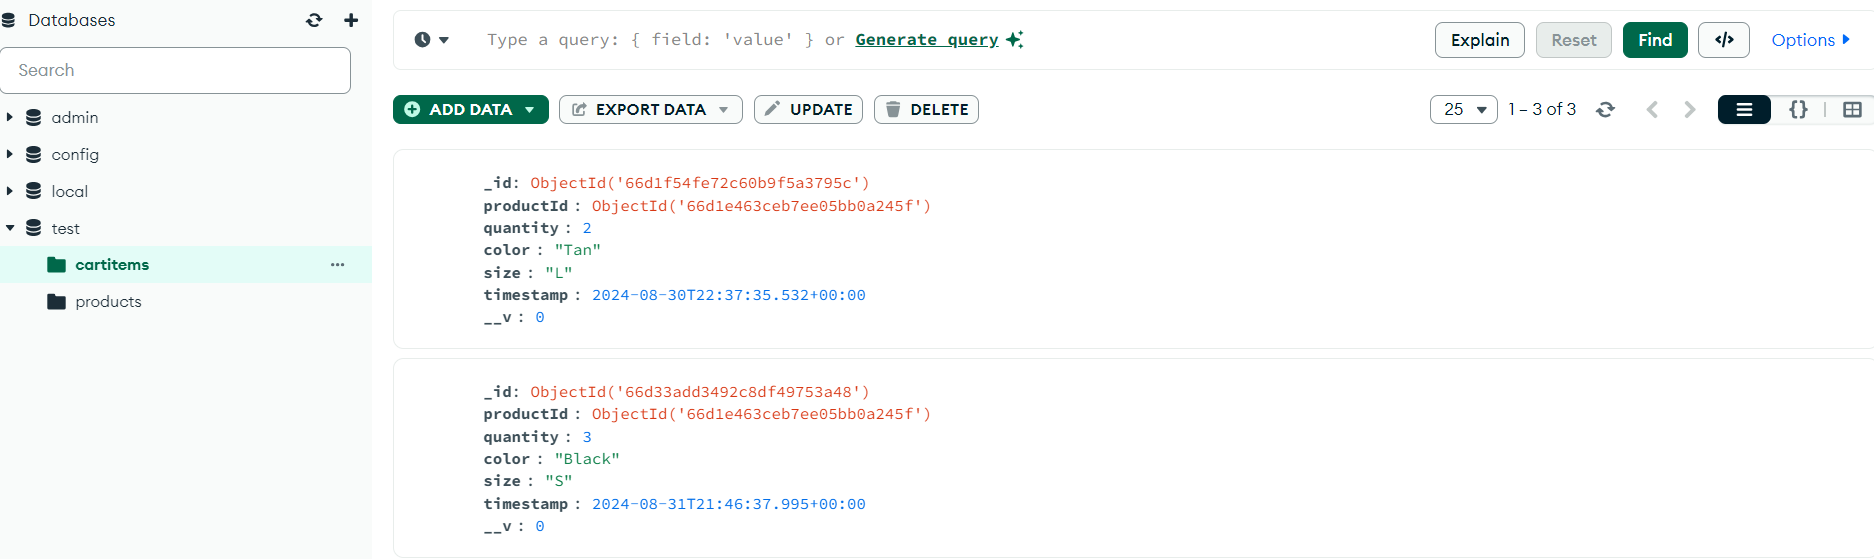 Databases
Search
admin
config
local
test
cartitems
products
Type a query: { field: 'value' } or Generate query
Explain
Reset
Find
</>
Options
ADD DATA
EXPORT DATA
UPDATE
DELETE
25
1 – 3 of 3
{}
_id: ObjectId('66d1f54fe72c60b9f5a3795c')
productId : ObjectId('66d1e463ceb7ee05bb0a245f')
quantity : 2
color : "Tan"
size : "L"
timestamp : 2024-08-30T22:37:35.532+00:00
__v : 0
_id: ObjectId('66d33add3492c8df49753a48')
productId : ObjectId('66d1e463ceb7ee05bb0a245f')
quantity : 3
color : "Black"
size : "S"
timestamp : 2024-08-31T21:46:37.995+00:00
__v : 0